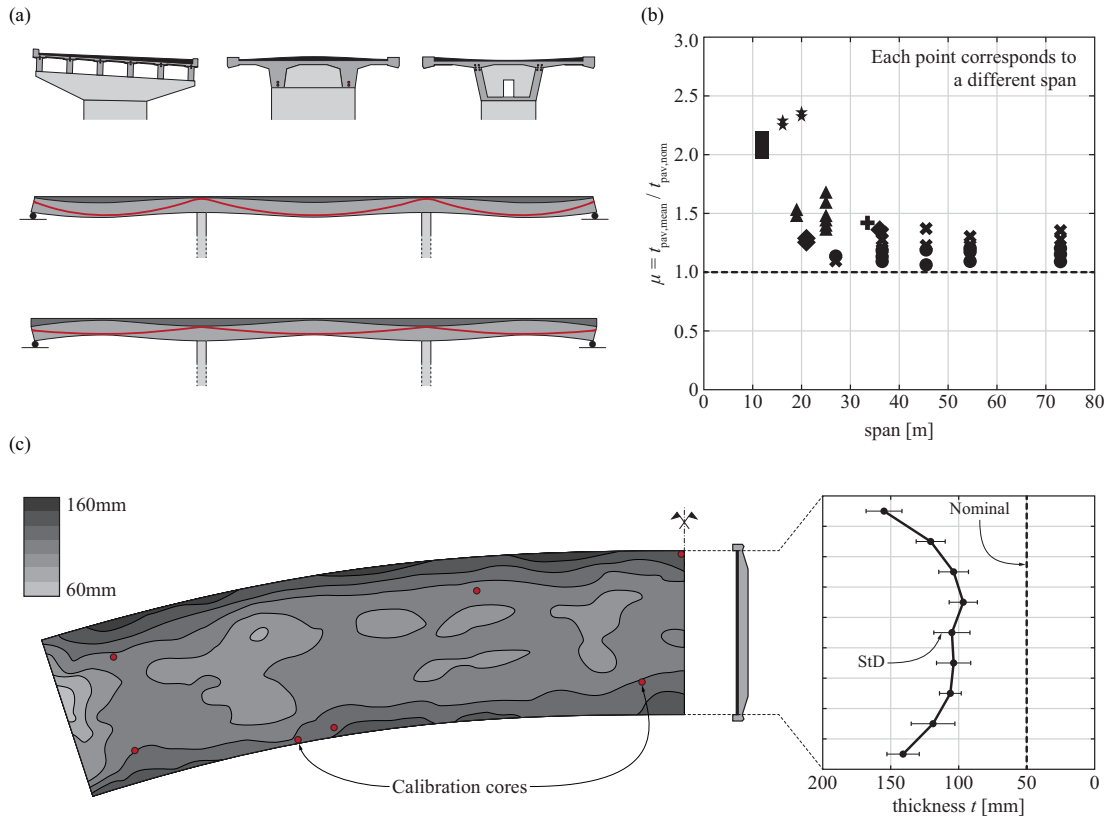 (a)
(b)
3.0
2.5
2.0
1.5
1.0
0.5
0
μ = t_pav,mean / t_pav,nom
Each point corresponds to
a different span
0 10 20 30 40 50 60 70 80
span [m]
(c)
160mm
60mm
Calibration cores
Nominal
StD
200 150 100 50 0
thickness t [mm]